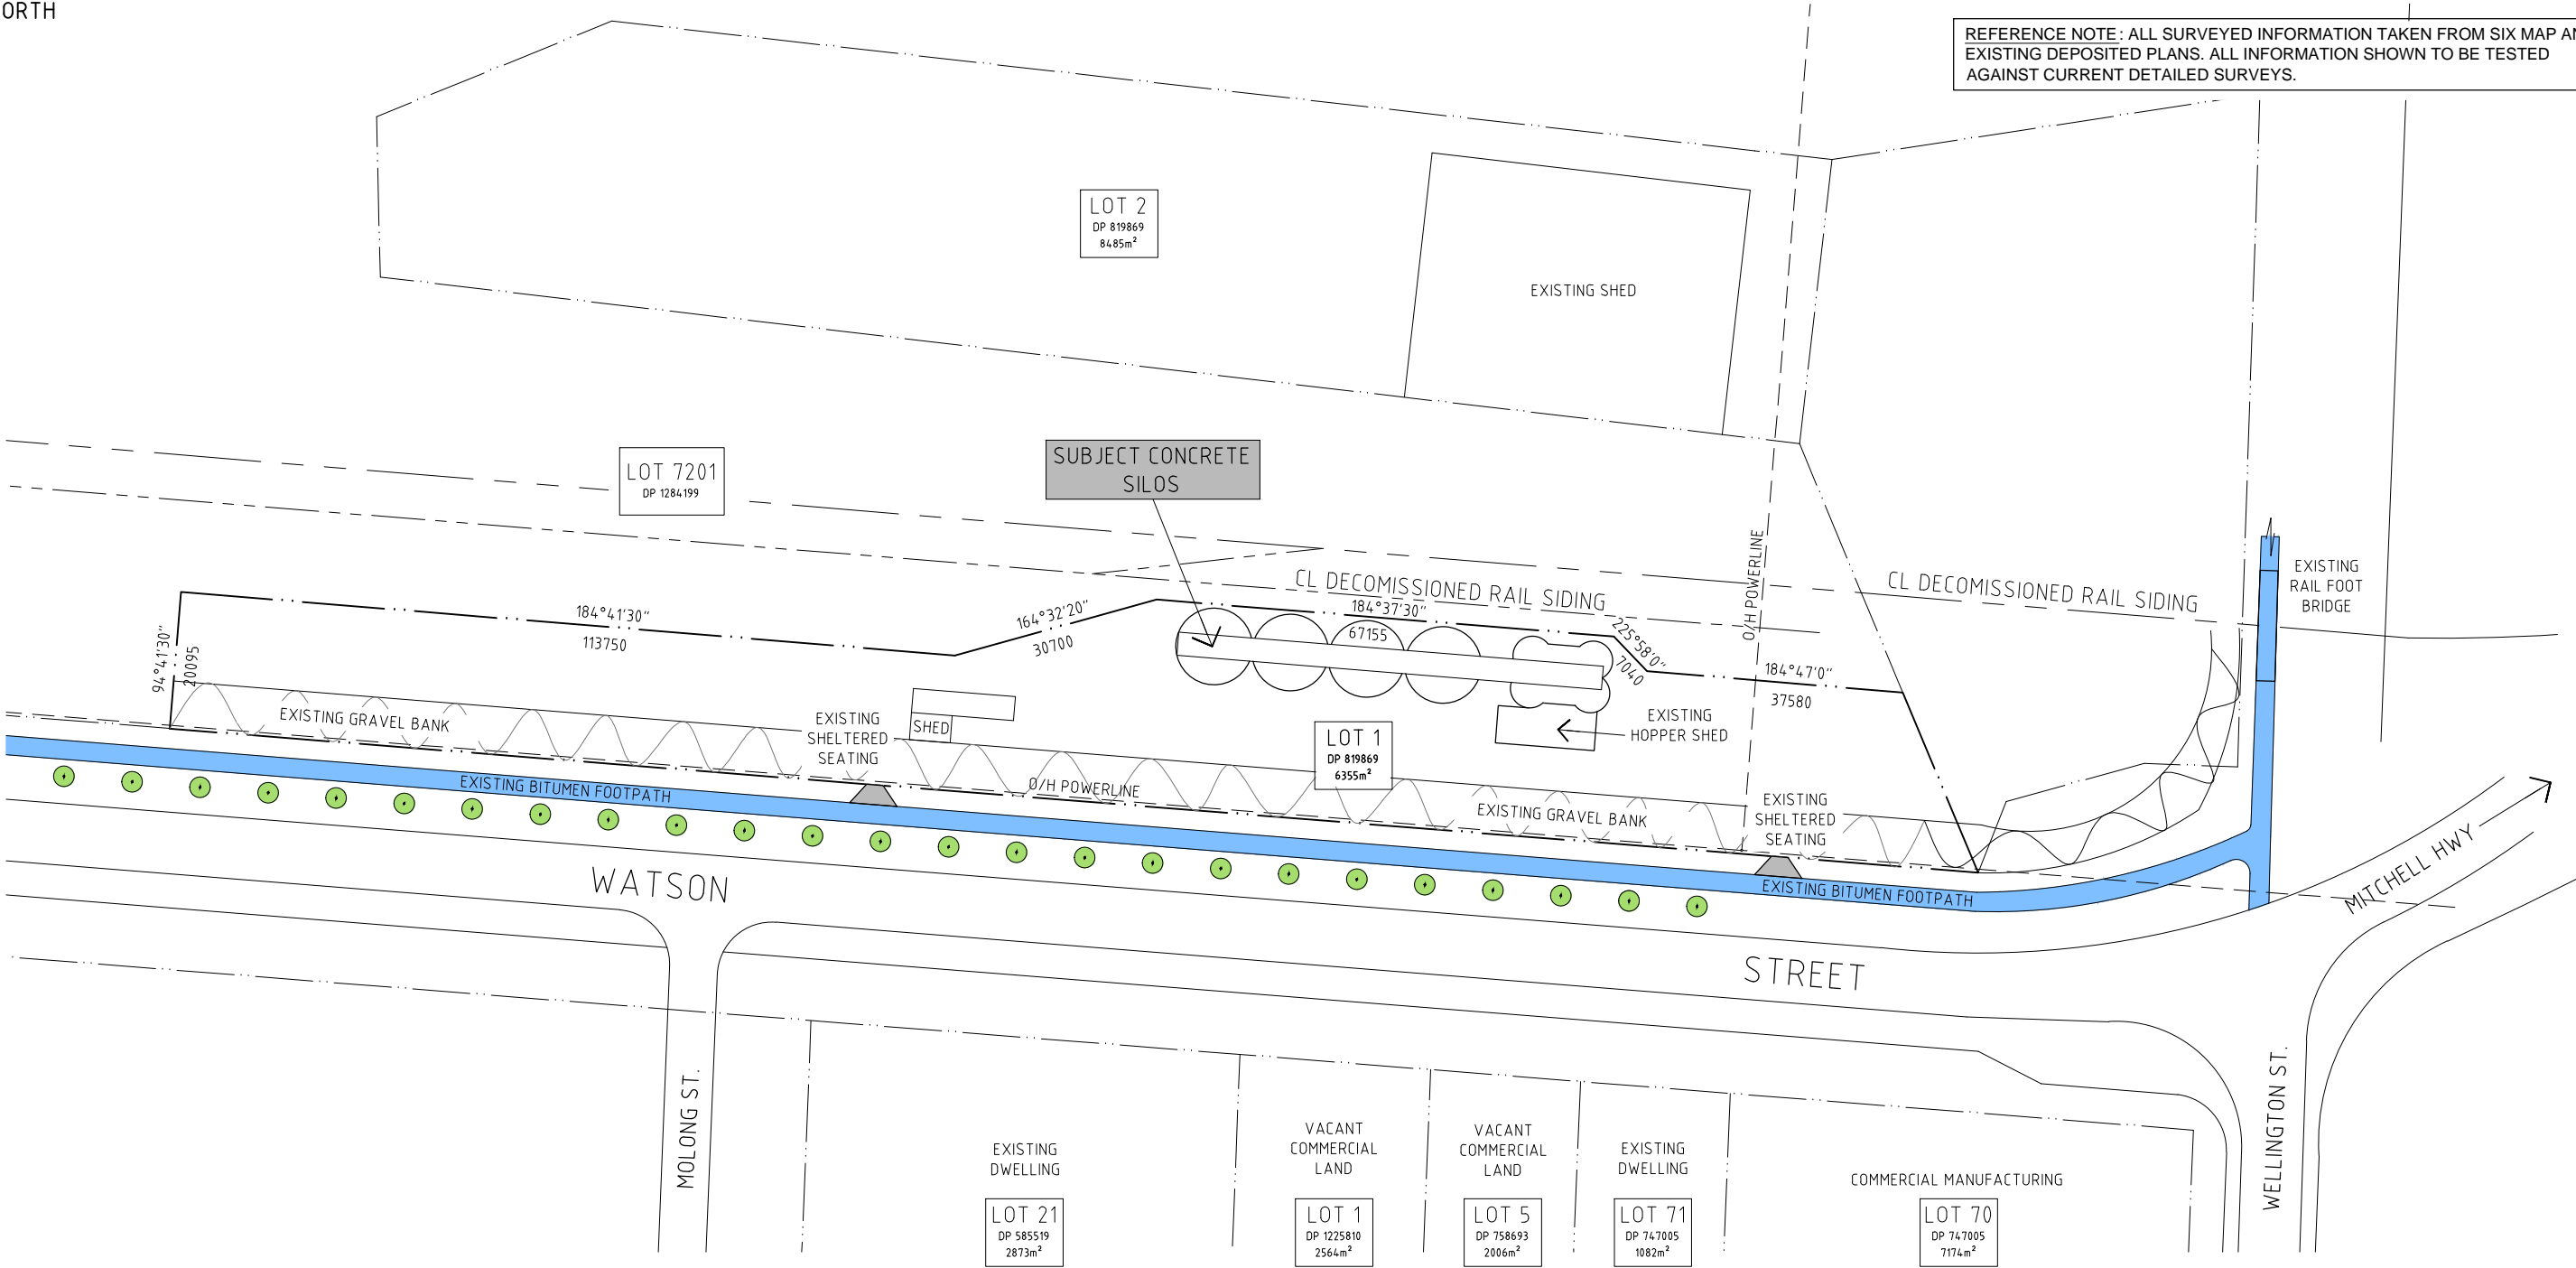 ORTH
REFERENCE NOTE: ALL SURVEYED INFORMATION TAKEN FROM SIX MAP AN
EXISTING DEPOSITED PLANS. ALL INFORMATION SHOWN TO BE TESTED
AGAINST CURRENT DETAILED SURVEYS.
LOT 2
DP 819869
8485m²
EXISTING SHED
SUBJECT CONCRETE
SILOS
LOT 7201
DP 1284199
O/H POWERLINE
CL DECOMISSIONED RAIL SIDING
CL DECOMISSIONED RAIL SIDING
EXISTING
RAIL FOOT
BRIDGE
94°41'30"
20095
184°41'30"
113750
164°32'20"
30700
184°37'30"
67155
225°58'0"
7040
184°47'0"
37580
EXISTING GRAVEL BANK
EXISTING
SHELTERED
SEATING
SHED
LOT 1
DP 819869
6355m²
EXISTING
HOPPER SHED
EXISTING BITUMEN FOOTPATH
O/H POWERLINE
EXISTING GRAVEL BANK
EXISTING
SHELTERED
SEATING
EXISTING BITUMEN FOOTPATH
MITCHELL HWY
WATSON
STREET
MOLONG ST.
WELLINGTON ST.
EXISTING
DWELLING
LOT 21
DP 585519
2873m²
VACANT
COMMERCIAL
LAND
LOT 1
DP 1225810
2564m²
VACANT
COMMERCIAL
LAND
LOT 5
DP 758693
2006m²
EXISTING
DWELLING
LOT 71
DP 747005
1082m²
COMMERCIAL MANUFACTURING
LOT 70
DP 747005
7174m²